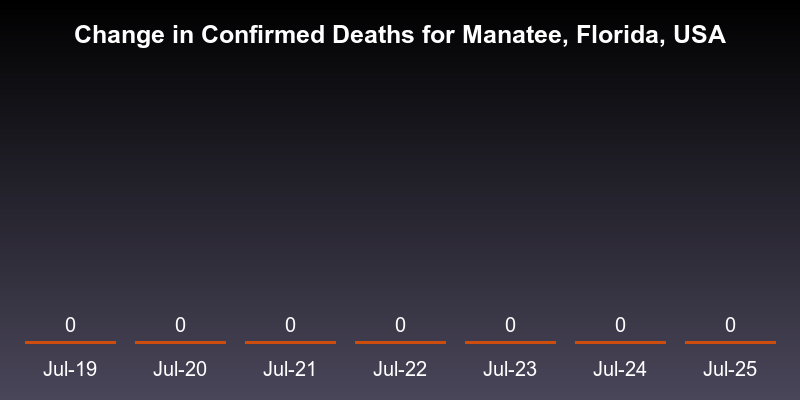 Change in Confirmed Deaths for Manatee, Florida, USA
0 0 0 0 0 0 0
Jul-19 Jul-20 Jul-21 Jul-22 Jul-23 Jul-24 Jul-25